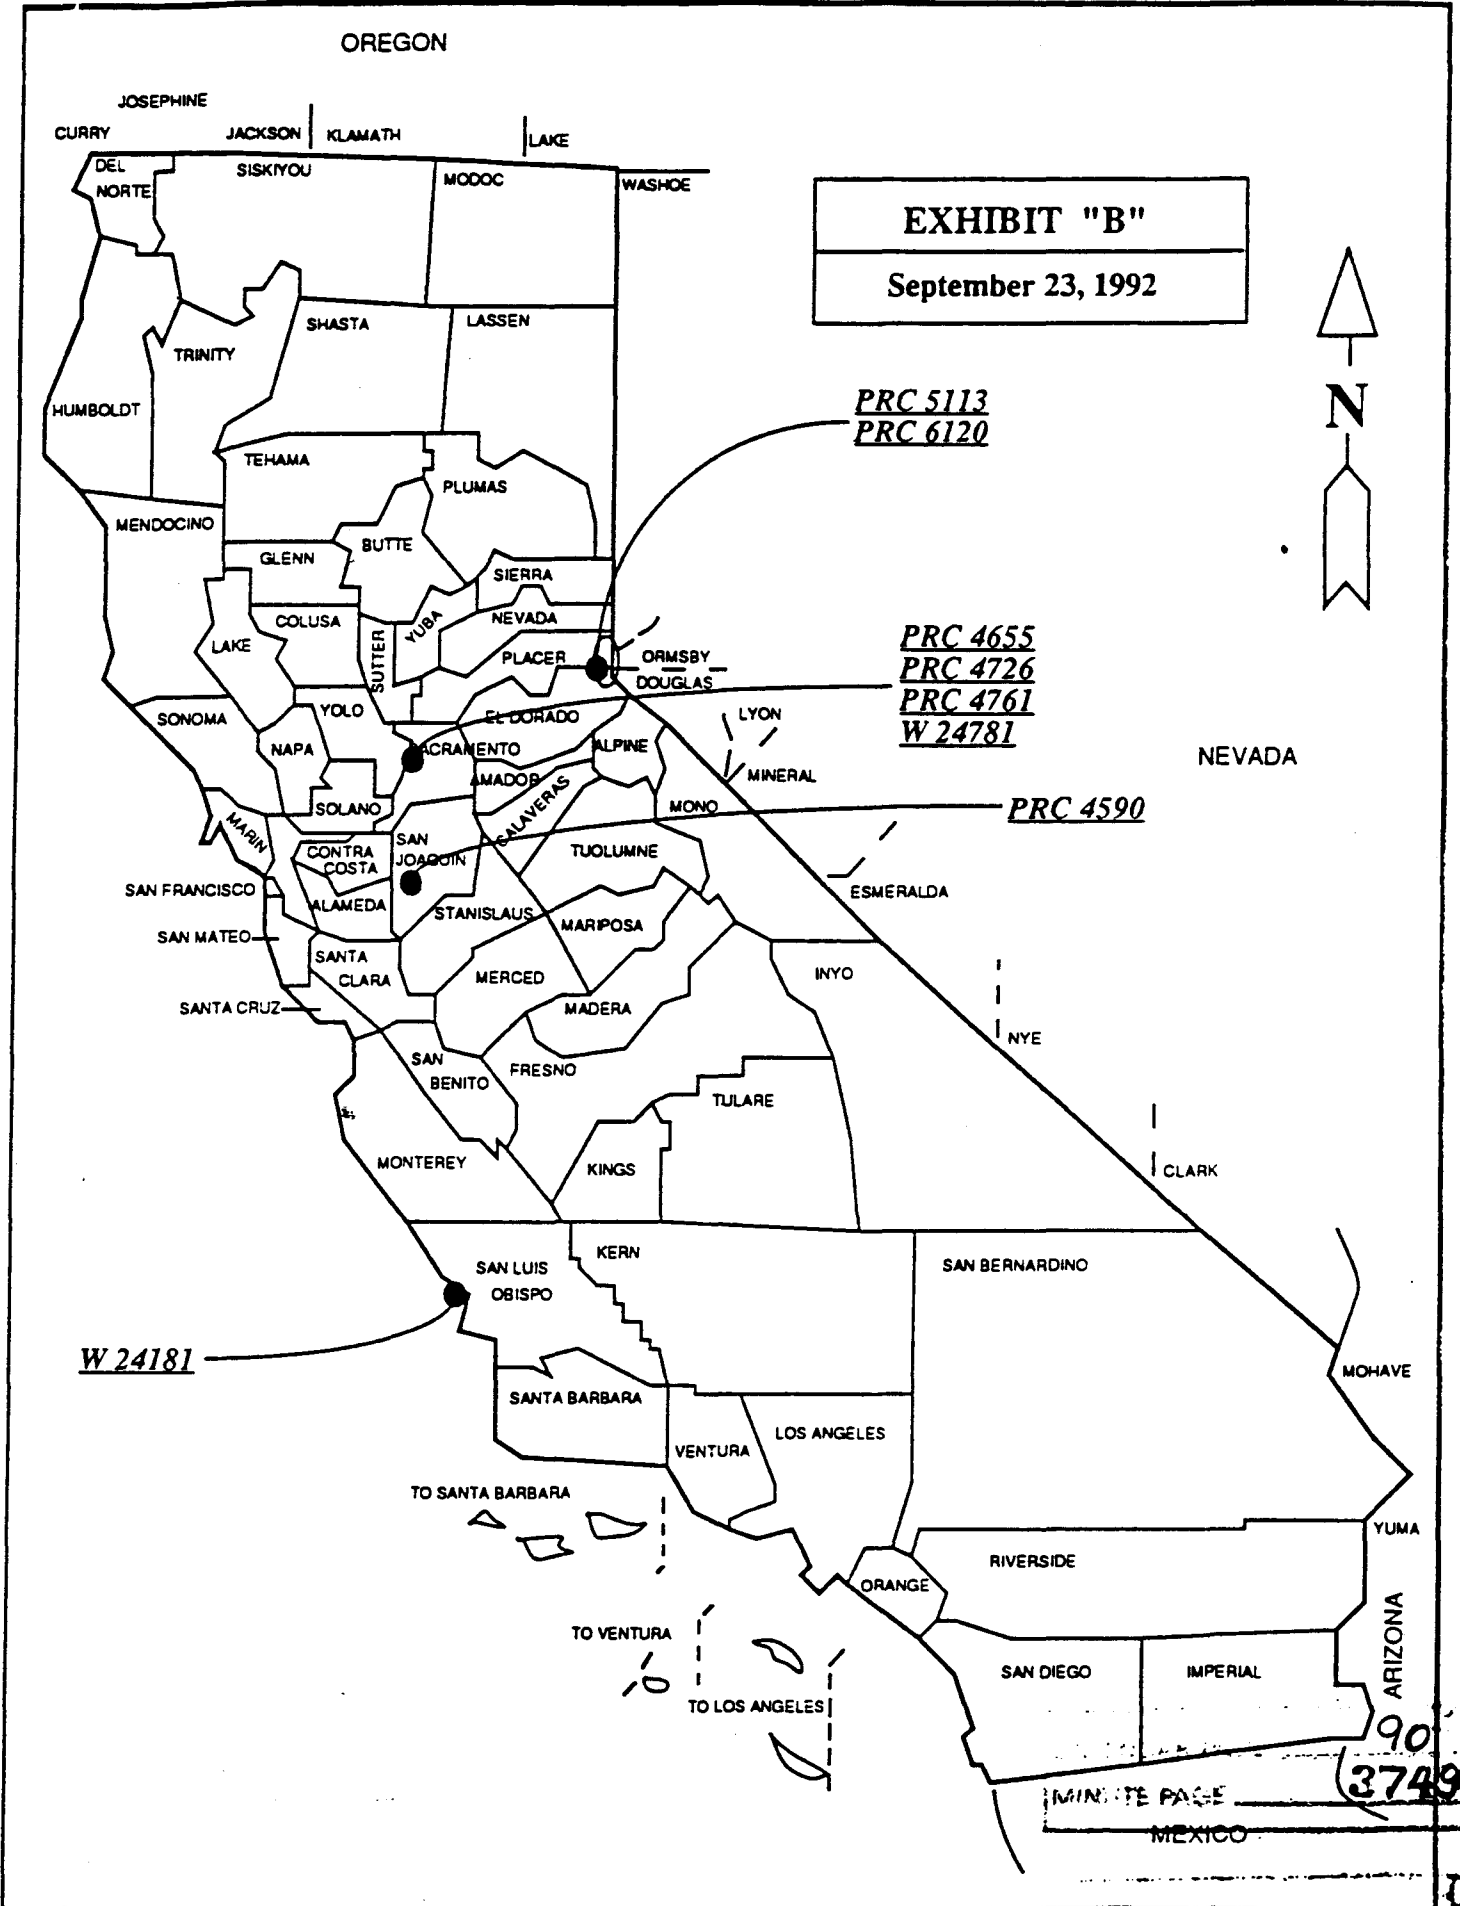 OREGON
JOSEPHINE
CURRY
JACKSON
KLAMATH
LAKE
DEL
NORTE
SISKIYOU
MODOC
WASHOE
EXHIBIT "B"
September 23, 1992
N
SHASTA
LASSEN
TRINITY
HUMBOLDT
PRC 5113
PRC 6120
TEHAMA
PLUMAS
MENDOCINO
GLENN
BUTTE
SIERRA
COLUSA
YUBA
NEVADA
LAKE
SUTTER
PLACER
ORMSBY
DOUGLAS
PRC 4655
PRC 4726
PRC 4761
W 24781
SONOMA
YOLO
EL DORADO
LYON
NAPA
SACRAMENTO
ALPINE
NEVADA
AMADOR
MINERAL
SOLANO
CALAVERAS
MONO
PRC 4590
MARIN
SAN
JOAQUIN
CONTRA
COSTA
TUOLUMNE
SAN FRANCISCO
ESMERALDA
ALAMEDA
STANISLAUS
MARIPOSA
SAN MATEO
SANTA
CLARA
MERCED
INYO
SANTA CRUZ
MADERA
NYE
SAN
BENITO
FRESNO
TULARE
MONTEREY
KINGS
CLARK
SAN LUIS
OBISPO
KERN
SAN BERNARDINO
W 24181
MOHAVE
SANTA BARBARA
VENTURA
LOS ANGELES
TO SANTA BARBARA
YUMA
RIVERSIDE
ORANGE
TO VENTURA
ARIZONA
SAN DIEGO
IMPERIAL
TO LOS ANGELES
90
MINUTE PAGE 3749
MEXICO